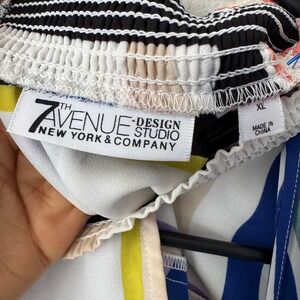 7TH
AVENUE -DESIGN
STUDIO
NEW YORK & COMPANY
XL
MADE IN
CHINA